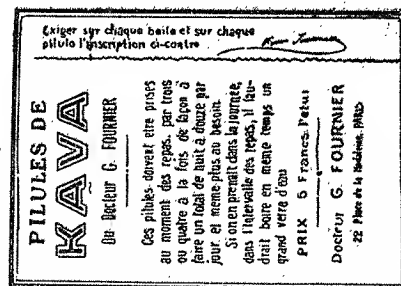 Exiger sur chaque boîte et sur chaque
pilule l'inscription ci-contre
PILULES DE
KAVA
Du Docteur G. FOURNIER
Ces pilules doivent être prises
au moment des repas, par trois
ou quatre à la fois de façon à
faire un total de huit à douze par
jour, et meme plus au besoin.
Si on en prenait dans la journée,
dans l'intervalle des repas, il fau-
drait boire en meme temps un
grand verre d'eau
PRIX 5 Francs l'étui
Docteur G. FOURNIER
22 Place de la Madeleine, PARIS